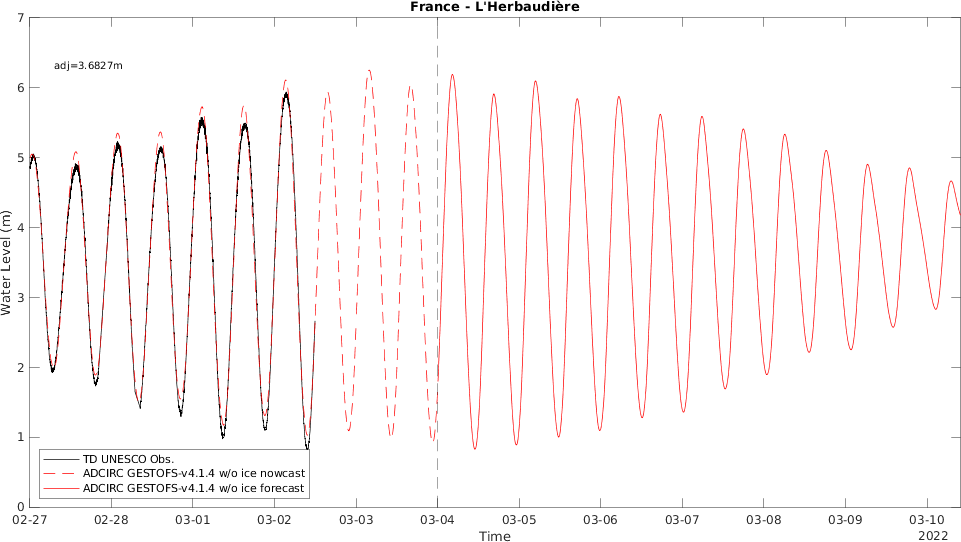 France - L'Herbaudière
adj=3.6827m
Water Level (m)
7
6
5
4
3
2
1
0
TD UNESCO Obs.
ADCIRC GESTOFS-v4.1.4 w/o ice nowcast
ADCIRC GESTOFS-v4.1.4 w/o ice forecast
02-27 02-28 03-01 03-02 03-03 03-04 03-05 03-06 03-07 03-08 03-09 03-10
Time
2022